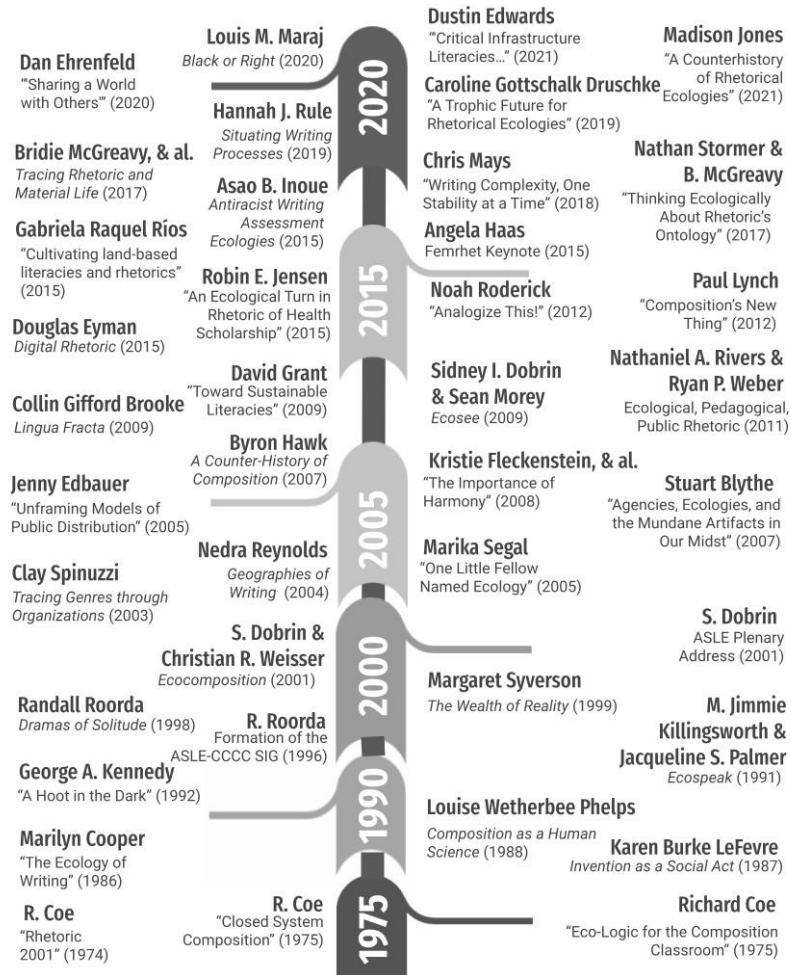 Louis M. Maraj
Black or Right (2020)
Dan Ehrenfeld
"'Sharing a World
with Others'" (2020)
Hannah J. Rule
Situating Writing
Processes (2019)
Bridie McGreavy, & al.
Tracing Rhetoric and
Material Life (2017)
Asao B. Inoue
Antiracist Writing
Assessment
Ecologies (2015)
Gabriela Raquel Ríos
"Cultivating land-based
literacies and rhetorics"
(2015)
Robin E. Jensen
"An Ecological Turn in
Rhetoric of Health
Scholarship" (2015)
Douglas Eyman
Digital Rhetoric (2015)
David Grant
"Toward Sustainable
Literacies" (2009)
Collin Gifford Brooke
Lingua Fracta (2009)
Byron Hawk
A Counter-History of
Composition (2007)
Jenny Edbauer
"Unframing Models of
Public Distribution" (2005)
Nedra Reynolds
Geographies of
Writing (2004)
Clay Spinuzzi
Tracing Genres through
Organizations (2003)
S. Dobrin &
Christian R. Weisser
Ecocomposition (2001)
Randall Roorda
Dramas of Solitude (1998)
R. Roorda
Formation of the
ASLE-CCCC SIG (1996)
George A. Kennedy
"A Hoot in the Dark" (1992)
Marilyn Cooper
"The Ecology of
Writing" (1986)
R. Coe
"Rhetoric
2001" (1974)
R. Coe
"Closed System
Composition" (1975)
2020
2015
2005
2000
1990
1975
Dustin Edwards
"Critical Infrastructure
Literacies..." (2021)
Madison Jones
"A Counterhistory
of Rhetorical
Ecologies" (2021)
Caroline Gottschalk Druschke
"A Trophic Future for
Rhetorical Ecologies" (2019)
Chris Mays
"Writing Complexity, One
Stability at a Time" (2018)
Nathan Stormer &
B. McGreavy
"Thinking Ecologically
About Rhetoric's
Ontology" (2017)
Angela Haas
Femrhet Keynote (2015)
Noah Roderick
"Analogize This!" (2012)
Paul Lynch
"Composition's New
Thing" (2012)
Sidney I. Dobrin
& Sean Morey
Ecosee (2009)
Nathaniel A. Rivers &
Ryan P. Weber
Ecological, Pedagogical,
Public Rhetoric (2011)
Kristie Fleckenstein, & al.
"The Importance of
Harmony" (2008)
Stuart Blythe
"Agencies, Ecologies, and
the Mundane Artifacts in
Our Midst" (2007)
Marika Segal
"One Little Fellow
Named Ecology" (2005)
S. Dobrin
ASLE Plenary
Address (2001)
Margaret Syverson
The Wealth of Reality (1999)
M. Jimmie
Killingsworth &
Jacqueline S. Palmer
Ecospeak (1991)
Louise Wetherbee Phelps
Composition as a Human
Science (1988)
Karen Burke LeFevre
Invention as a Social Act (1987)
Richard Coe
"Eco-Logic for the Composition
Classroom" (1975)